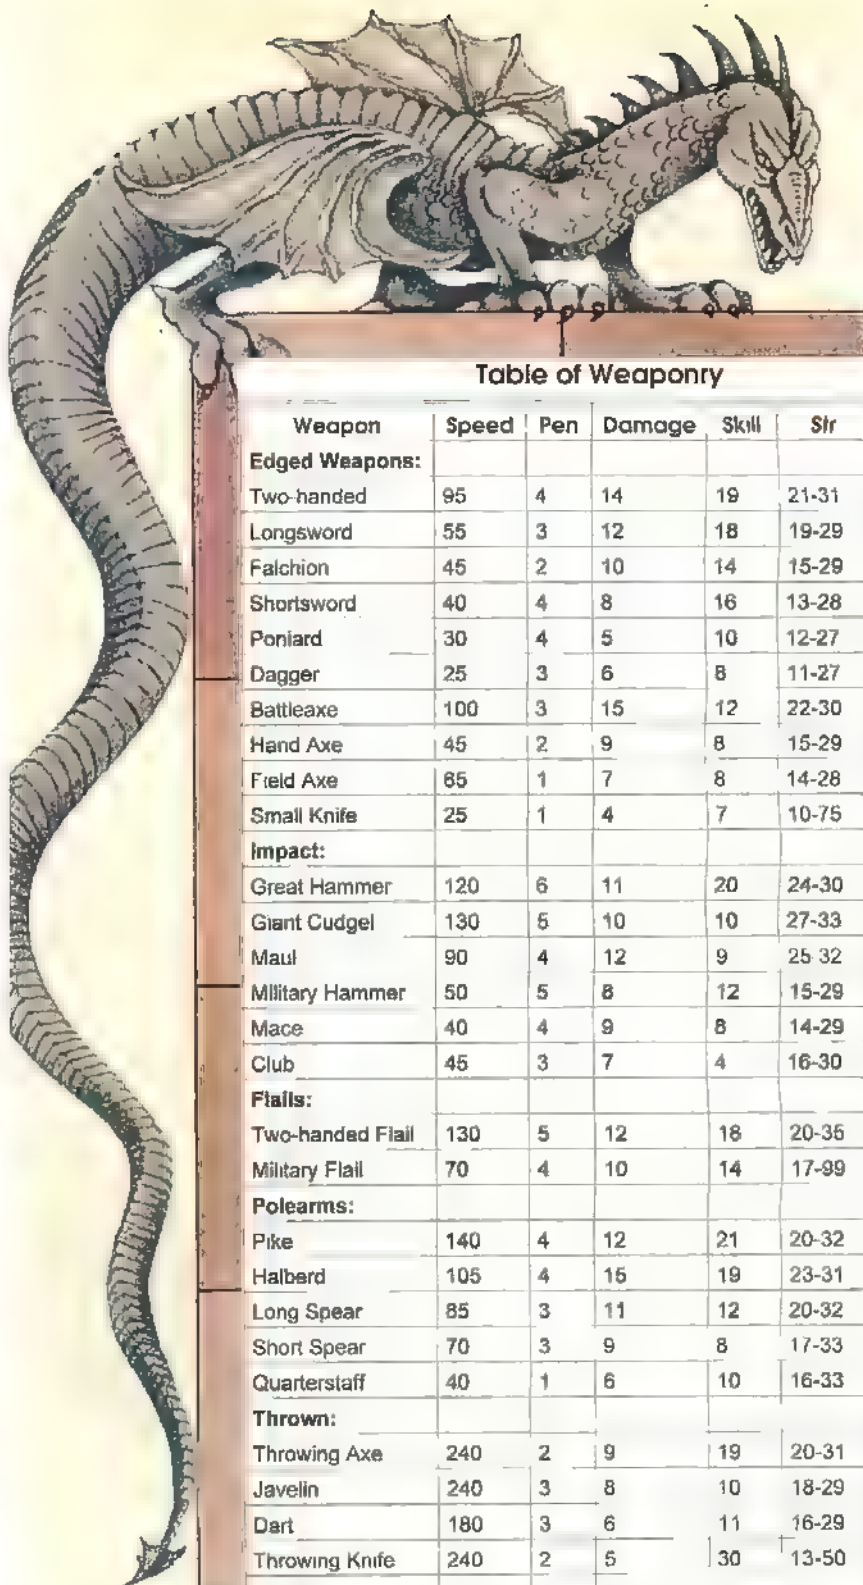 Table of Weaponry
Weapon Speed Pen Damage Skill Str
Edged Weapons:
Two-handed 95 4 14 19 21-31
Longsword 55 3 12 18 19-29
Falchion 45 2 10 14 15-29
Shortsword 40 4 8 16 13-28
Poniard 30 4 5 10 12-27
Dagger 25 3 6 8 11-27
Battleaxe 100 3 15 12 22-30
Hand Axe 45 2 9 8 15-29
Field Axe 65 1 7 8 14-28
Small Knife 25 1 4 7 10-75
Impact:
Great Hammer 120 6 11 20 24-30
Giant Cudgel 130 5 10 10 27-33
Maul 90 4 12 9 25-32
Military Hammer 50 5 8 12 15-29
Mace 40 4 9 8 14-29
Club 45 3 7 4 16-30
Flails:
Two-handed Flail 130 5 12 18 20-35
Military Flail 70 4 10 14 17-99
Polearms:
Pike 140 4 12 21 20-32
Halberd 105 4 15 19 23-31
Long Spear 85 3 11 12 20-32
Short Spear 70 3 9 8 17-33
Quarterstaff 40 1 6 10 16-33
Thrown:
Throwing Axe 240 2 9 19 20-31
Javelin 240 3 8 10 18-29
Dart 180 3 6 11 16-29
Throwing Knife 240 2 5 30 13-50